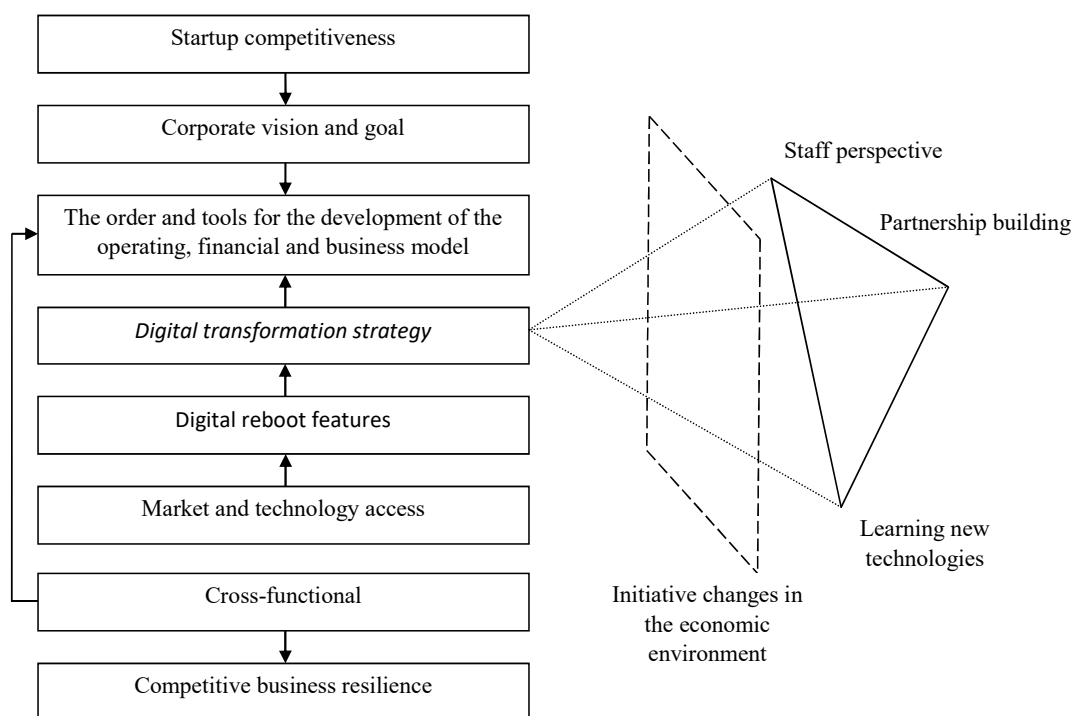 Startup competitiveness
Corporate vision and goal
The order and tools for the development of the
operating, financial and business model
Digital transformation strategy
Digital reboot features
Market and technology access
Cross-functional
Competitive business resilience
Staff perspective
Partnership building
Learning new
technologies
Initiative changes in
the economic
environment